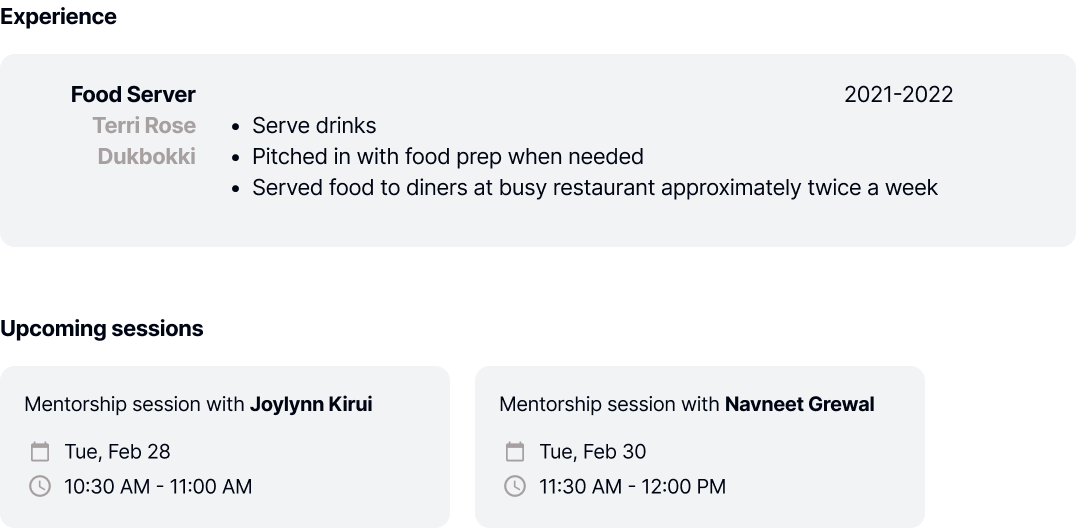 Experience
Food Server
2021-2022
Terri Rose
• Serve drinks
Dukbokki
• Pitched in with food prep when needed
• Served food to diners at busy restaurant approximately twice a week
Upcoming sessions
Mentorship session with Joylynn Kirui
Tue, Feb 28
10:30 AM - 11:00 AM
Mentorship session with Navneet Grewal
Tue, Feb 30
11:30 AM - 12:00 PM